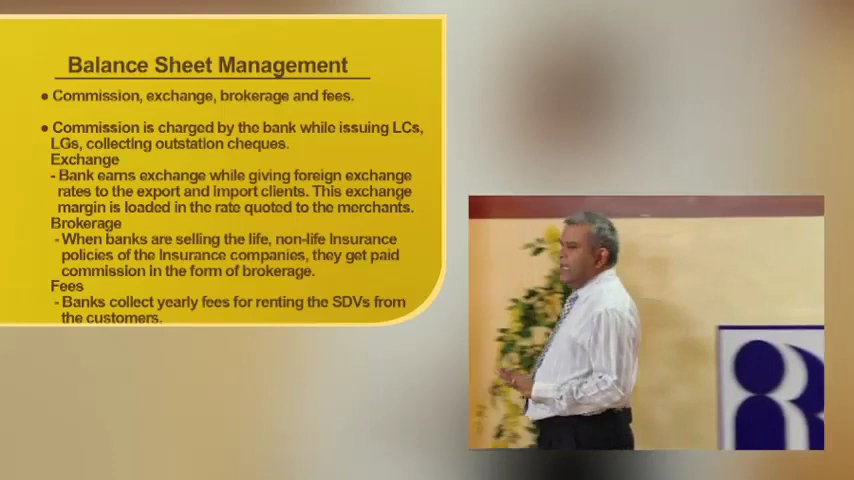 Balance Sheet Management
● Commission, exchange, brokerage and fees.
● Commission is charged by the bank while issuing LCs,
LGs, collecting outstation cheques.
Exchange
- Bank earns exchange while giving foreign exchange
rates to the export and import clients. This exchange
margin is loaded in the rate quoted to the merchants.
Brokerage
- When banks are selling the life, non-life Insurance
policies of the Insurance companies, they get paid
commission in the form of brokerage.
Fees
- Banks collect yearly fees for renting the SDVs from
the customers.